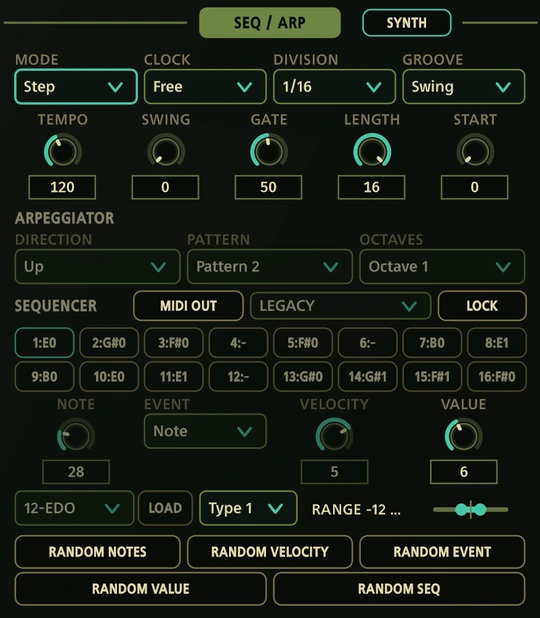 SEQ / ARP SYNTH
MODE CLOCK DIVISION GROOVE
Step Free 1/16 Swing
TEMPO SWING GATE LENGTH START
120 0 50 16 0
ARPEGGIATOR
DIRECTION PATTERN OCTAVES
Up Pattern 2 Octave 1
SEQUENCER MIDI OUT LEGACY LOCK
1:E0 2:G#0 3:F#0 4:- 5:F#0 6:- 7:B0 8:E1
9:B0 10:E0 11:E1 12:- 13:G#0 14:G#1 15:F#1 16:F#0
NOTE EVENT VELOCITY VALUE
Note
28 5 6
12-EDO LOAD Type 1 RANGE -12 ...
RANDOM NOTES RANDOM VELOCITY RANDOM EVENT
RANDOM VALUE RANDOM SEQ